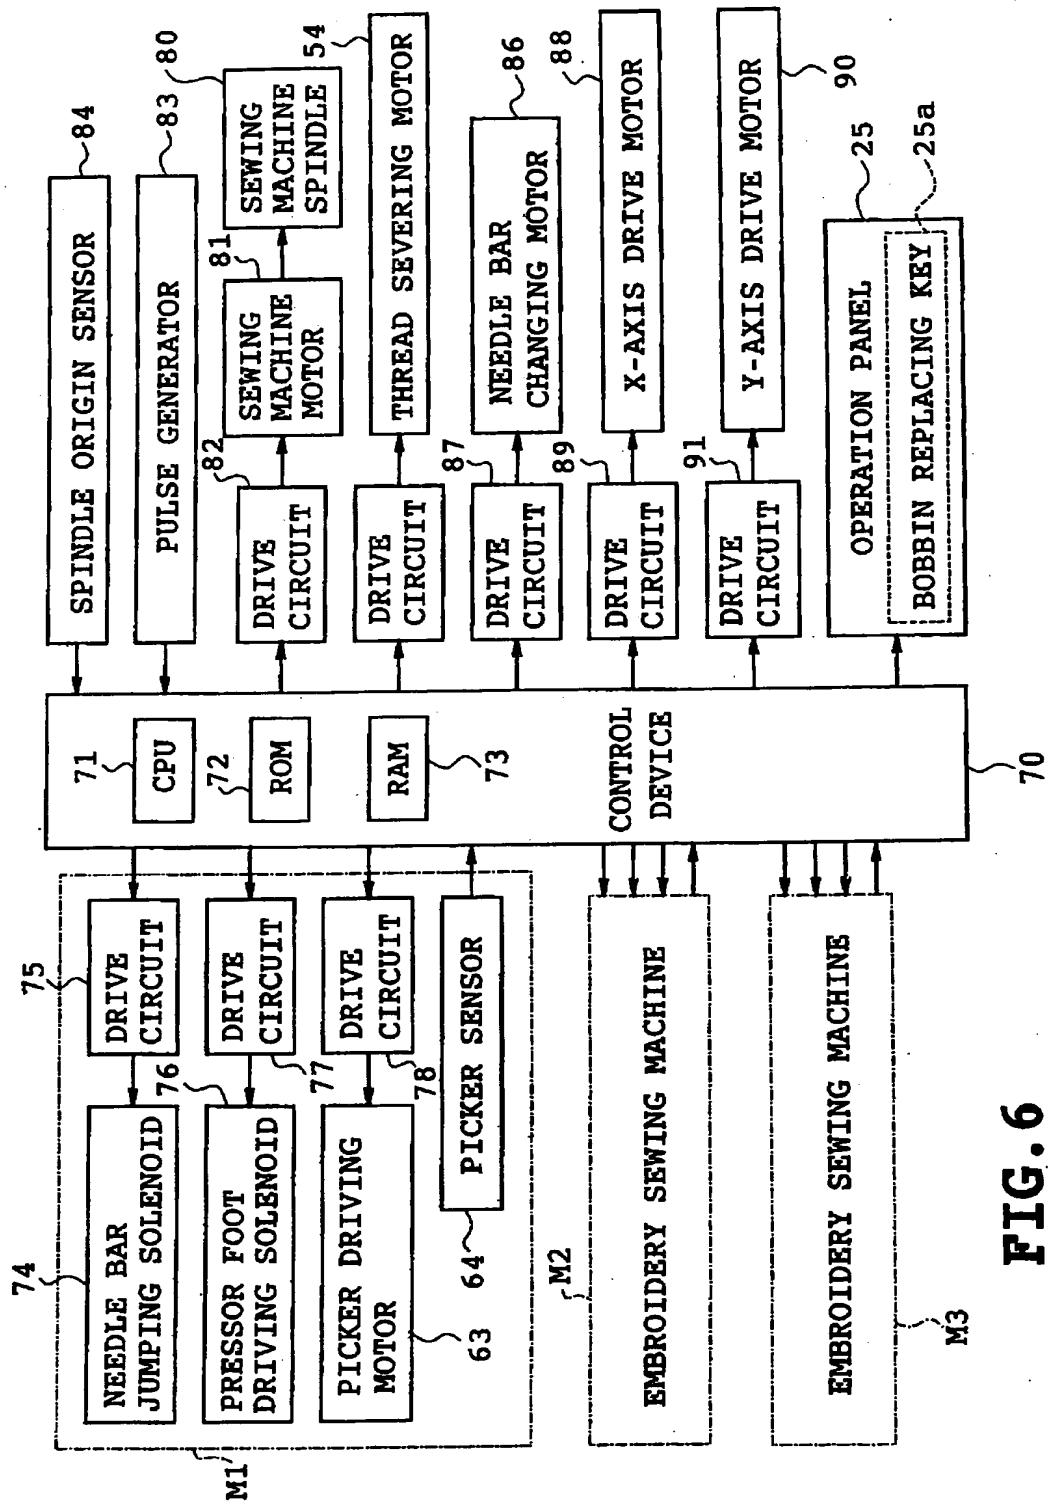 84
SPINDLE ORIGIN SENSOR
83
PULSE GENERATOR
80
SEWING
MACHINE
SPINDLE
81
SEWING
MACHINE
MOTOR
82
DRIVE
CIRCUIT
54
THREAD SEVERING MOTOR
DRIVE
CIRCUIT
86
NEEDLE BAR
CHANGING MOTOR
87
DRIVE
CIRCUIT
88
X-AXIS DRIVE MOTOR
89
DRIVE
CIRCUIT
90
Y-AXIS DRIVE MOTOR
91
DRIVE
CIRCUIT
25
OPERATION PANEL
25a
BOBBIN REPLACING KEY
71
CPU
72
ROM
73
RAM
CONTROL
DEVICE
70
75
DRIVE
CIRCUIT
74
NEEDLE BAR
JUMPING SOLENOID
77
DRIVE
CIRCUIT
76
PRESSOR FOOT
DRIVING SOLENOID
78
DRIVE
CIRCUIT
PICKER DRIVING
MOTOR
63
PICKER SENSOR
64
M1
M2
EMBROIDERY SEWING MACHINE
M3
EMBROIDERY SEWING MACHINE
FIG.6